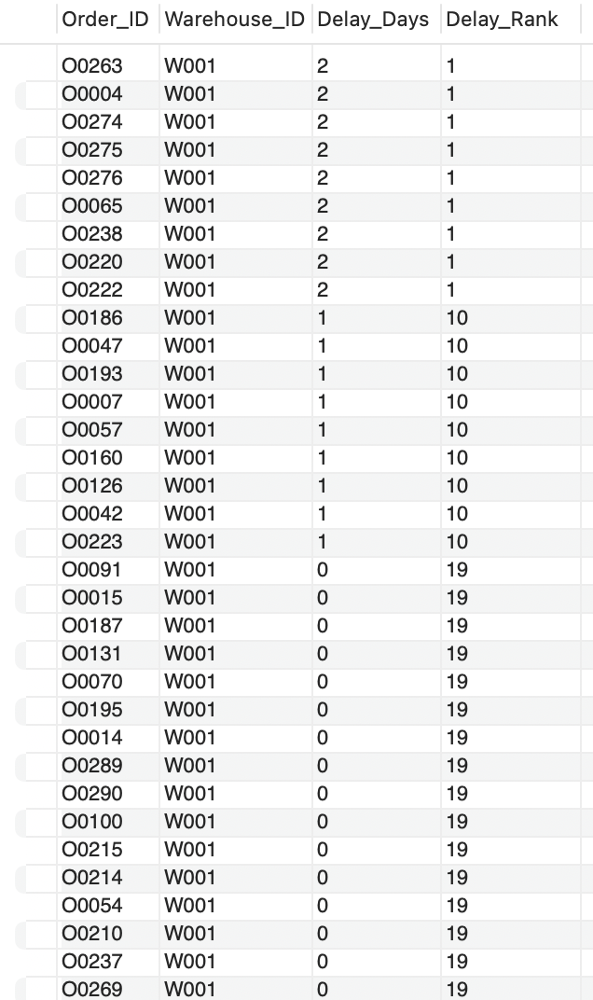 Order_ID Warehouse_ID Delay_Days Delay_Rank
O0263 W001 2 1
O0004 W001 2 1
O0274 W001 2 1
O0275 W001 2 1
O0276 W001 2 1
O0065 W001 2 1
O0238 W001 2 1
O0220 W001 2 1
O0222 W001 2 1
O0186 W001 1 10
O0047 W001 1 10
O0193 W001 1 10
O0007 W001 1 10
O0057 W001 1 10
O0160 W001 1 10
O0126 W001 1 10
O0042 W001 1 10
O0223 W001 1 10
O0091 W001 0 19
O0015 W001 0 19
O0187 W001 0 19
O0131 W001 0 19
O0070 W001 0 19
O0195 W001 0 19
O0014 W001 0 19
O0289 W001 0 19
O0290 W001 0 19
O0100 W001 0 19
O0215 W001 0 19
O0214 W001 0 19
O0054 W001 0 19
O0210 W001 0 19
O0237 W001 0 19
O0269 W001 0 19